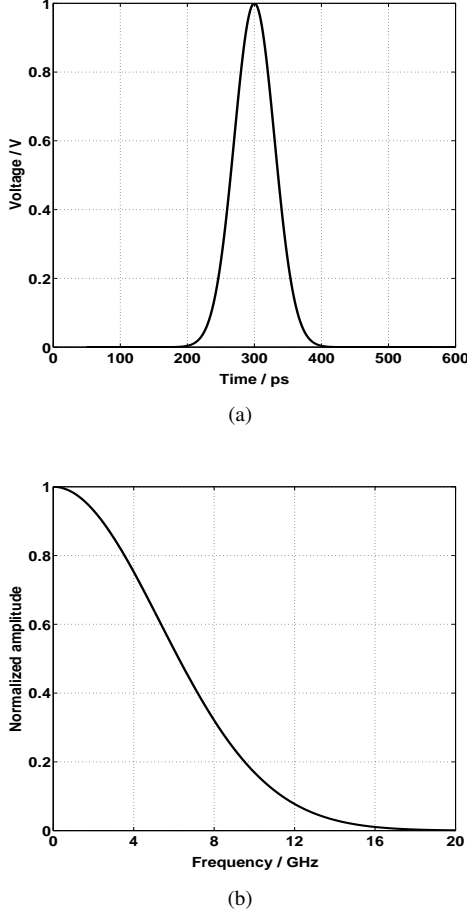 1
0.8
0.6
0.4
0.2
0
Voltage / V
0 100 200 300 400 500 600
Time / ps
(a)
1
0.8
0.6
0.4
0.2
0
Normalized amplitude
0 4 8 12 16 20
Frequency / GHz
(b)